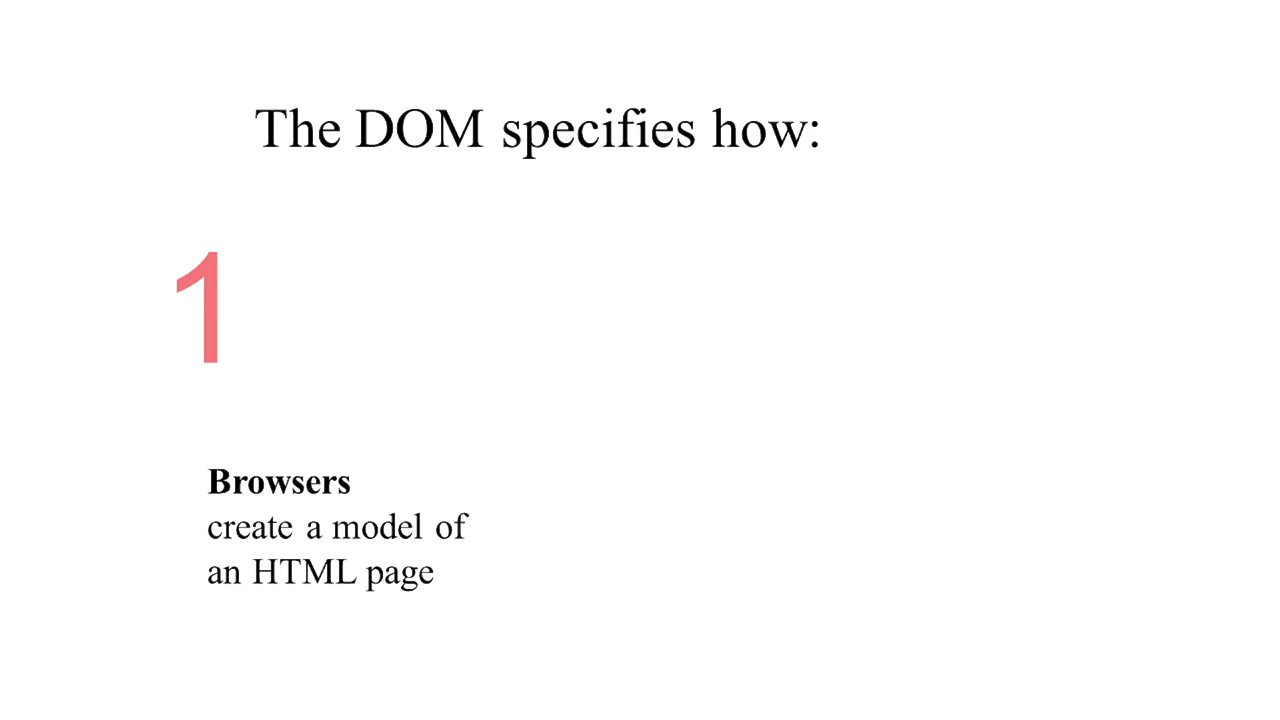 The DOM specifies how:
1
Browsers
create a model of
an HTML page